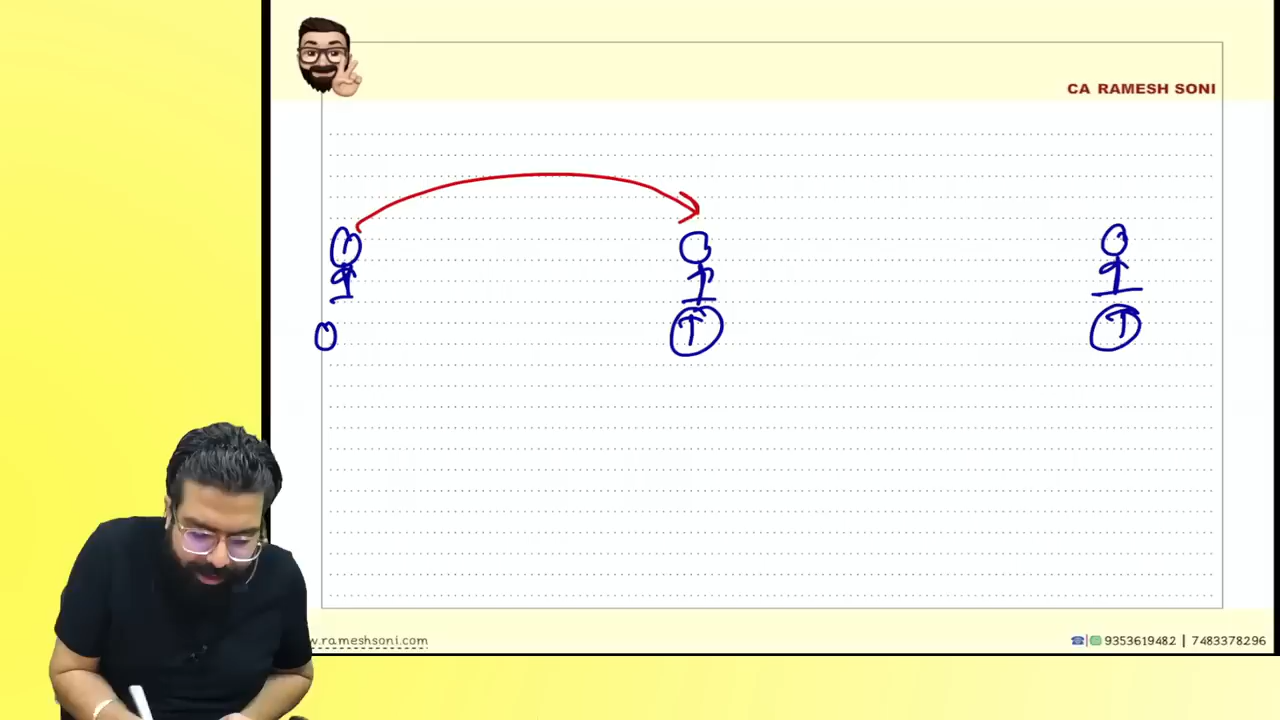 CA RAMESH SONI
0
T T
w.rameshsoni.com
9353619482 | 7483378296